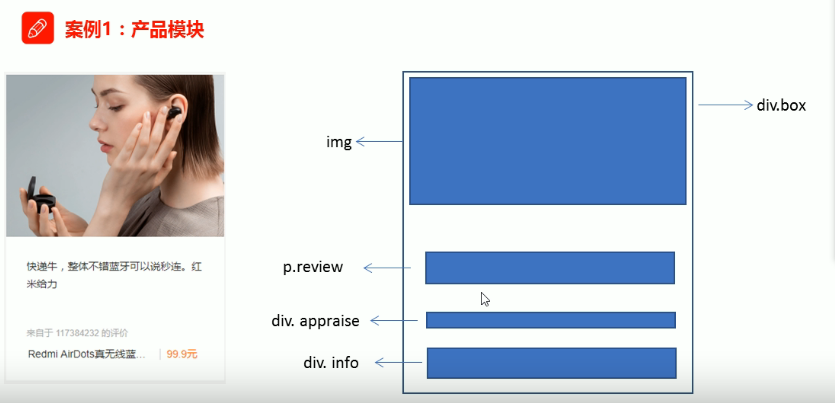 案例1：产品模块
div.box
img
快递牛，整体不错蓝牙可以说秒连。红
米给力
p.review
来自于 117384232 的评价
div. appraise
Redmi AirDots真无线蓝... 99.9元
div. info